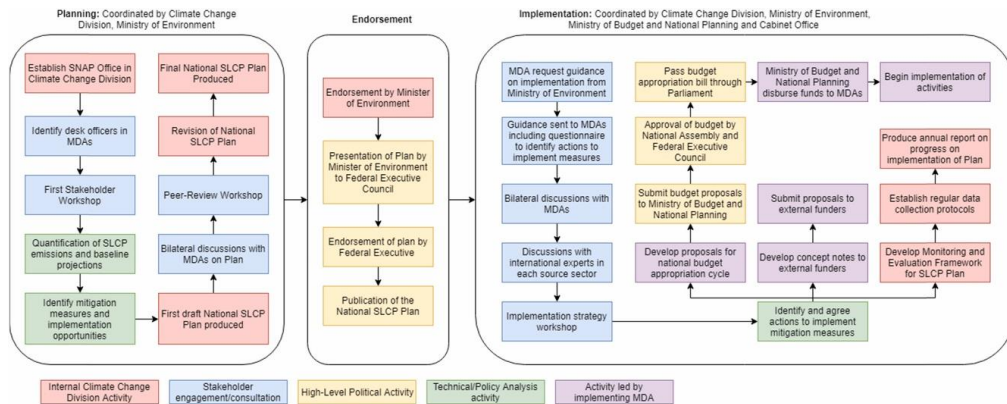 Planning: Coordinated by Climate Change
Division, Ministry of Environment
Establish SNAP Office in
Climate Change Division
Identify desk officers in
MDAs
First Stakeholder
Workshop
Quantification of SLCP
emissions and baseline
projections
Identify mitigation
measures and
implementation
opportunities
First draft National SLCP
Plan produced
Bilateral discussions with
MDAs on Plan
Peer-Review Workshop
Revision of National
SLCP Plan
Final National SLCP Plan
Produced
Endorsement
Endorsement by Minister
of Environment
Presentation of Plan by
Minister of Environment
to Federal Executive
Council
Endorsement of plan by
Federal Executive
Publication of the
National SLCP Plan
Implementation: Coordinated by Climate Change Division, Ministry of Environment,
Ministry of Budget and National Planning and Cabinet Office
MDA request guidance
on implementation from
Ministry of Environment
Guidance sent to MDAs
including questionnaire
to identify actions to
implement measures
Bilateral discussions with
MDAs
Discussions with
international experts in
each source sector
Implementation strategy
workshop
Identify and agree
actions to implement
mitigation measures
Develop proposals for
national budget
appropriation cycle
Submit budget proposals
to Ministry of Budget and
National Planning
Approval of budget by
National Assembly and
Federal Executive
Council
Pass budget
appropriation bill through
Parliament
Ministry of Budget and
National Planning
disburse funds to MDAs
Begin implementation of
activities
Develop concept notes to
external funders
Submit proposals to
external funders
Develop Monitoring and
Evaluation Framework
for SLCP Plan
Establish regular data
collection protocols
Produce annual report on
progress on
implementation of Plan
Internal Climate Change
Division Activity
Stakeholder
engagement/consultation
High-Level Political Activity
Technical/Policy Analysis
activity
Activity led by
implementing MDA